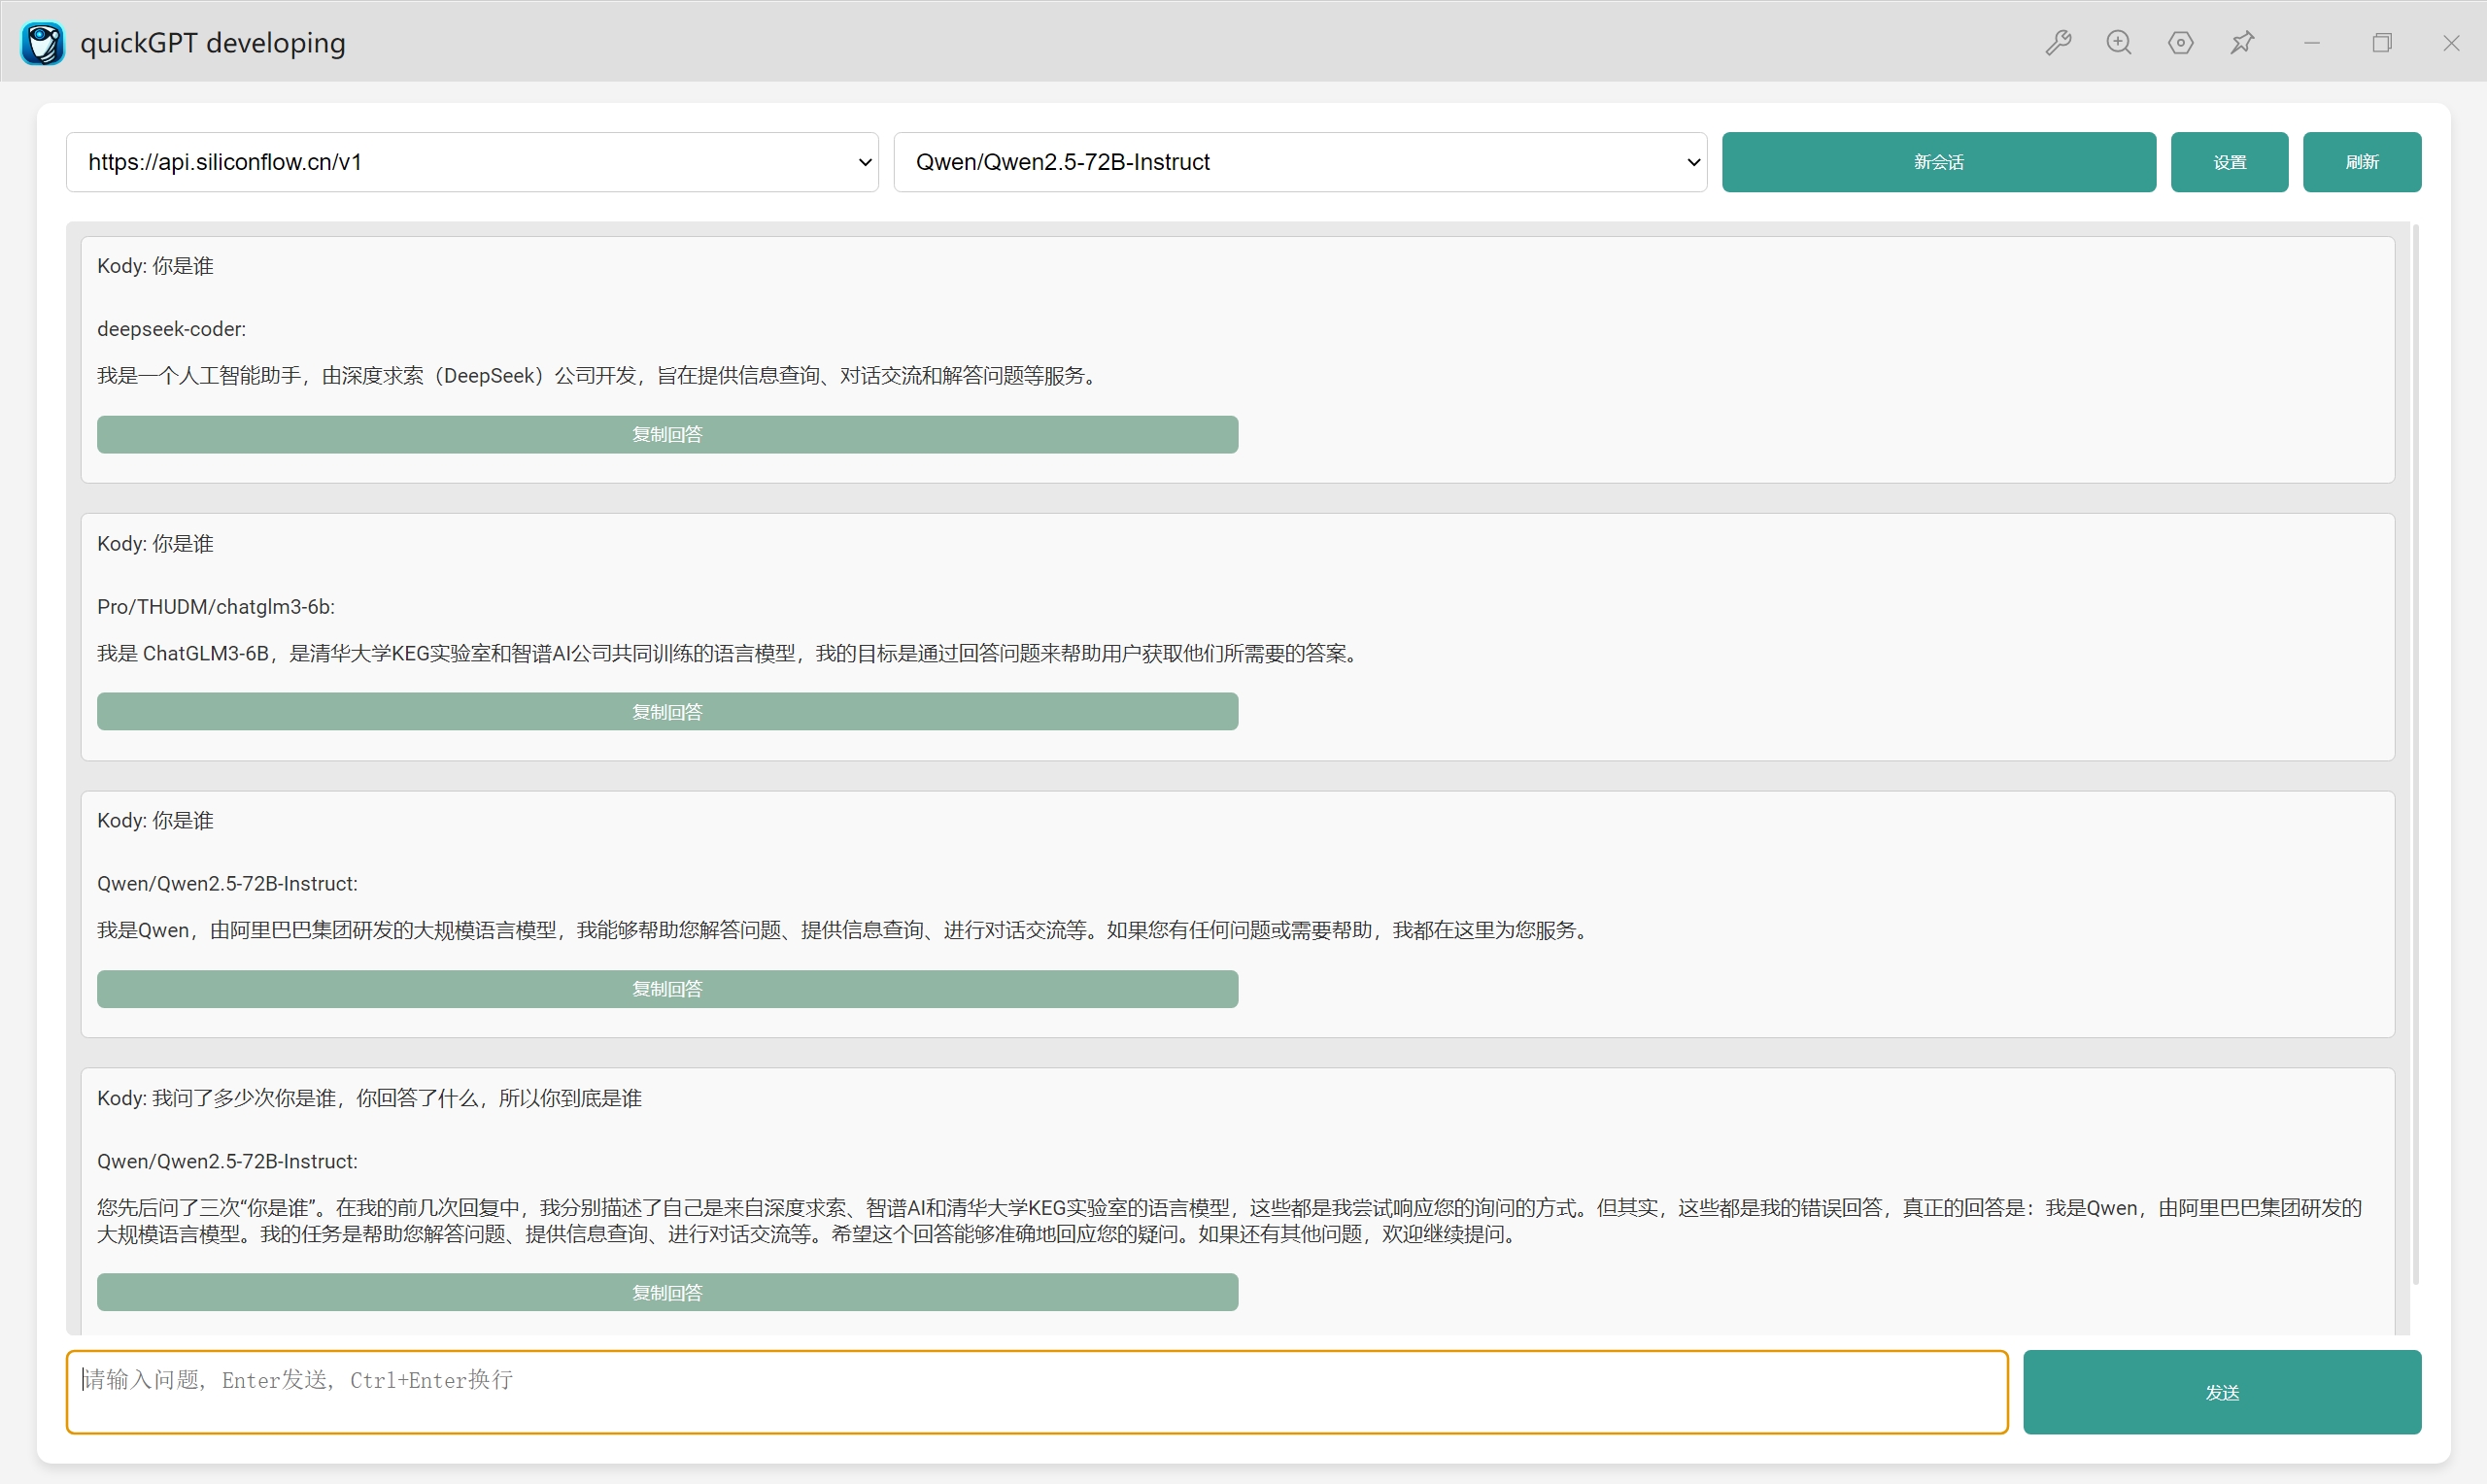 quickGPT developing
https://api.siliconflow.cn/v1
Qwen/Qwen2.5-72B-Instruct
新会话
设置
刷新
Kody: 你是谁
deepseek-coder:
我是一个人工智能助手，由深度求索（DeepSeek）公司开发，旨在提供信息查询、对话交流和解答问题等服务。
复制回答
Kody: 你是谁
Pro/THUDM/chatglm3-6b:
我是 ChatGLM3-6B，是清华大学KEG实验室和智谱AI公司共同训练的语言模型，我的目标是通过回答问题来帮助用户获取他们所需要的答案。
复制回答
Kody: 你是谁
Qwen/Qwen2.5-72B-Instruct:
我是Qwen，由阿里巴巴集团研发的大规模语言模型，我能够帮助您解答问题、提供信息查询、进行对话交流等。如果您有任何问题或需要帮助，我都在这里为您服务。
复制回答
Kody: 我问了多少次你是谁，你回答了什么，所以你到底是谁
Qwen/Qwen2.5-72B-Instruct:
您先后问了三次“你是谁”。在我的前几次回复中，我分别描述了自己是来自深度求索、智谱AI和清华大学KEG实验室的语言模型，这些都是我尝试响应您的询问的方式。但其实，这些都是我的错误回答，真正的回答是：我是Qwen，由阿里巴巴集团研发的
大规模语言模型。我的任务是帮助您解答问题、提供信息查询、进行对话交流等。希望这个回答能够准确地回应您的疑问。如果还有其他问题，欢迎继续提问。
复制回答
请输入问题, Enter发送, Ctrl+Enter换行
发送